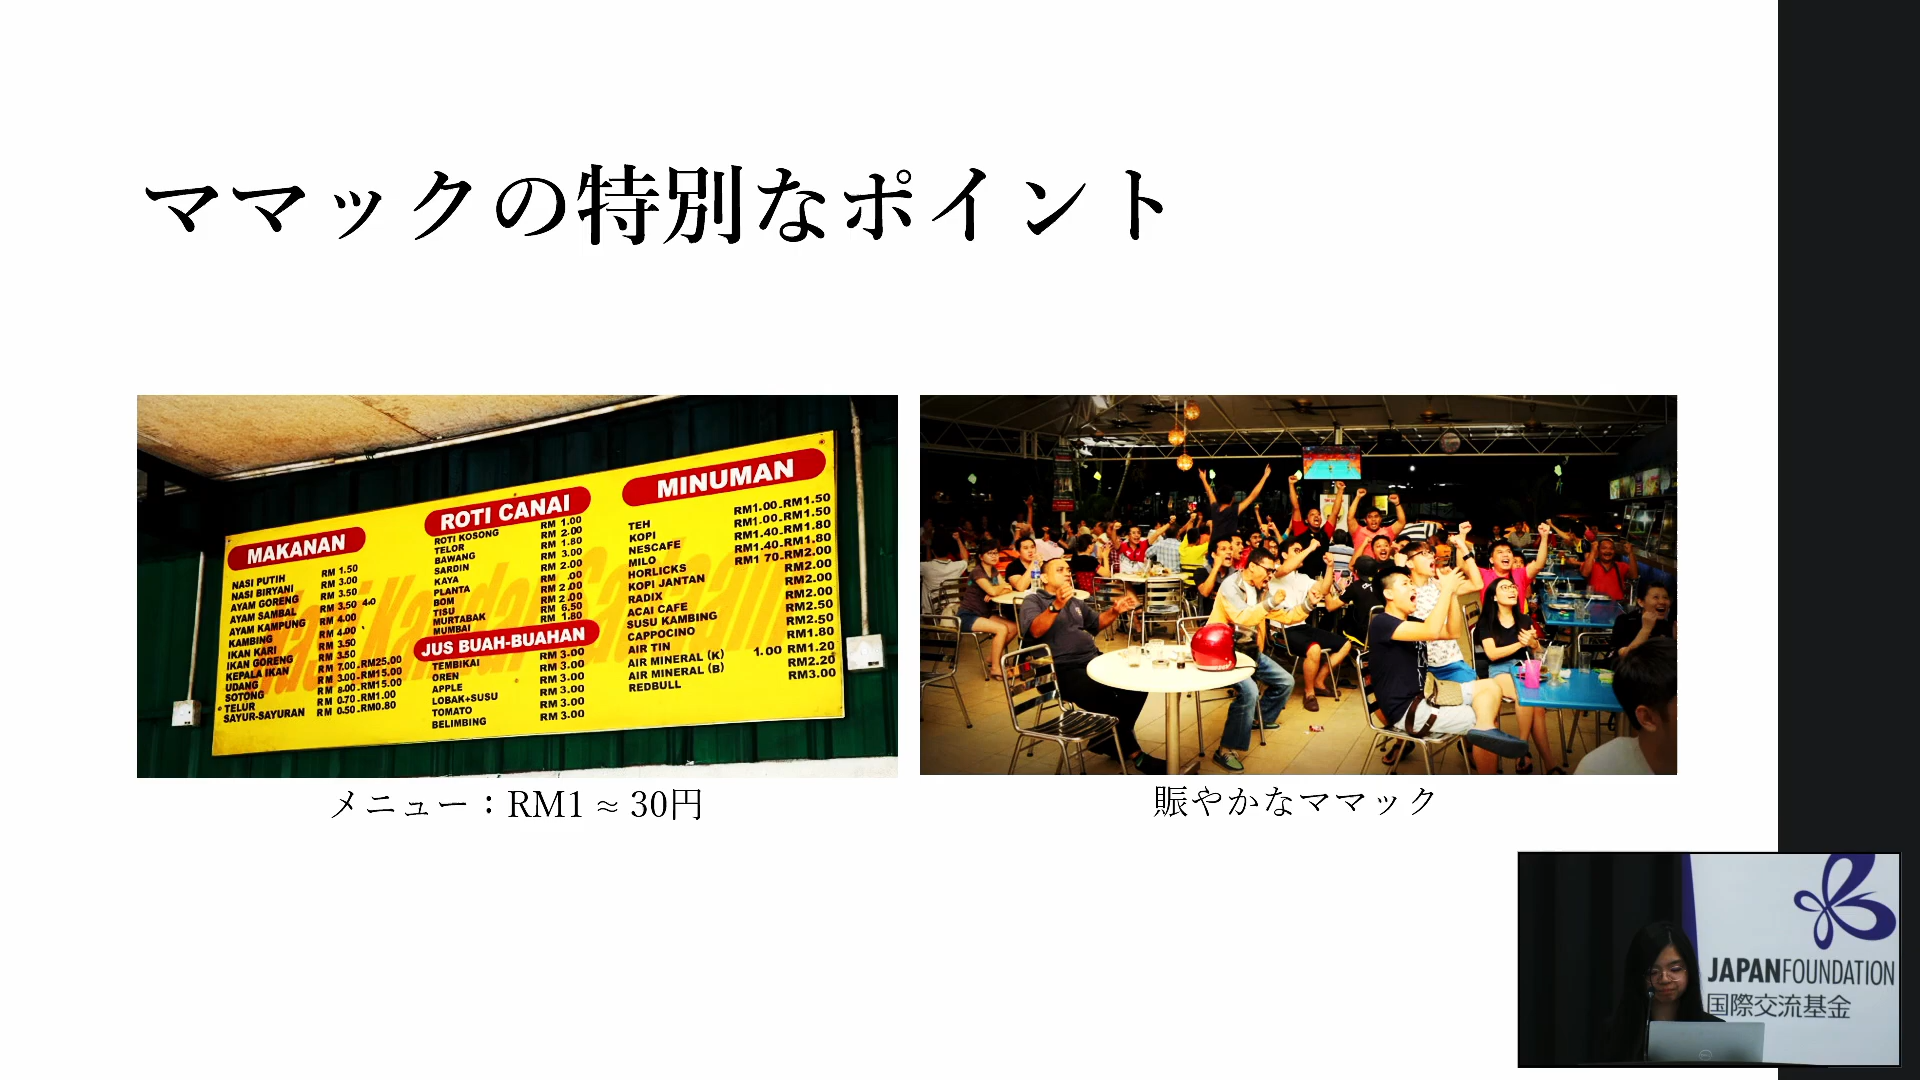 ママックの特別なポイント
MAKANAN
NASI PUTIH RM 1.50
NASI BIRYANI RM 3.00
AYAM GORENG RM 3.50
AYAM SAMBAL RM 3.50 4.0
AYAM KAMPUNG RM 4.00
KAMBING RM 4.00
IKAN KARI RM 3.50
IKAN GORENG RM 3.50
KEPALA IKAN RM 7.00-RM25.00
UDANG RM 3.00-RM15.00
SOTONG RM-RM15.00
TELUR RM 0.70-RM1.00
SAYUR-SAYURAN RM 0.50-RM0.80
ROTI CANAI
ROTI KOSONG RM 1.00
TELOR RM 2.00
BAWANG RM 1.80
SARDIN RM 3.00
KAYA RM 2.00
PLANTA RM .00
BOM RM 2.00
TISU RM 2.00
MURTABAK RM 6.50
MUMBAI RM 1.80
JUS BUAH-BUAHAN
TEMBIKAI RM 3.00
OREN RM 3.00
APPLE RM 3.00
LOBAK+SUSU RM 3.00
TOMATO RM 3.00
BELIMBING RM 3.00
MINUMAN
TEH RM1.00-RM1.50
KOPI RM1.00-RM1.50
NESCAFE RM1.40-RM1.80
MILO RM1.40-RM1.80
HORLICKS RM1 70-RM2.00
KOPI JANTAN RM2.00
RADIX RM2.00
ACAI CAFE RM2.00
SUSU KAMBING RM2.50
CAPPOCINO RM2.50
AIR TIN RM1.80
AIR MINERAL (K) 1.00 RM1.20
AIR MINERAL (B) RM2.20
REDBULL RM3.00
メニュー：RM1 ≈ 30円
賑やかなママック
JAPANFOUNDATION
国際交流基金